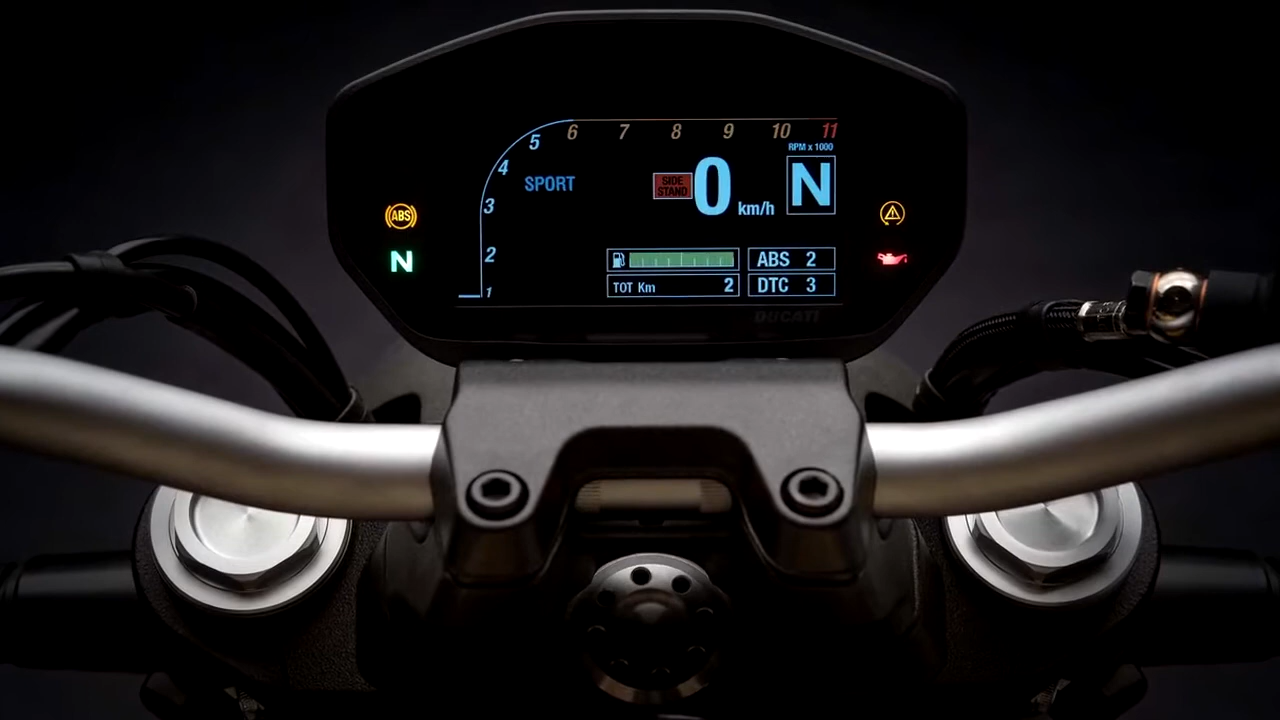 6 7 8 9 10 11
5
RPM x 1000
4
SPORT
SIDE
STAND
0
km/h
N
3
ABS
N
2
1
ABS 2
TOT Km 2
DTC 3
DUCATI